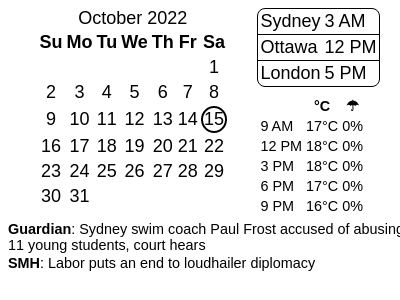 October 2022
Su Mo Tu We Th Fr Sa
1
2 3 4 5 6 7 8
9 10 11 12 13 14 15
16 17 18 19 20 21 22
23 24 25 26 27 28 29
30 31
Sydney 3 AM
Ottawa 12 PM
London 5 PM
°C ☂
9 AM 17°C 0%
12 PM 18°C 0%
3 PM 18°C 0%
6 PM 17°C 0%
9 PM 16°C 0%
Guardian: Sydney swim coach Paul Frost accused of abusing
11 young students, court hears
SMH: Labor puts an end to loudhailer diplomacy